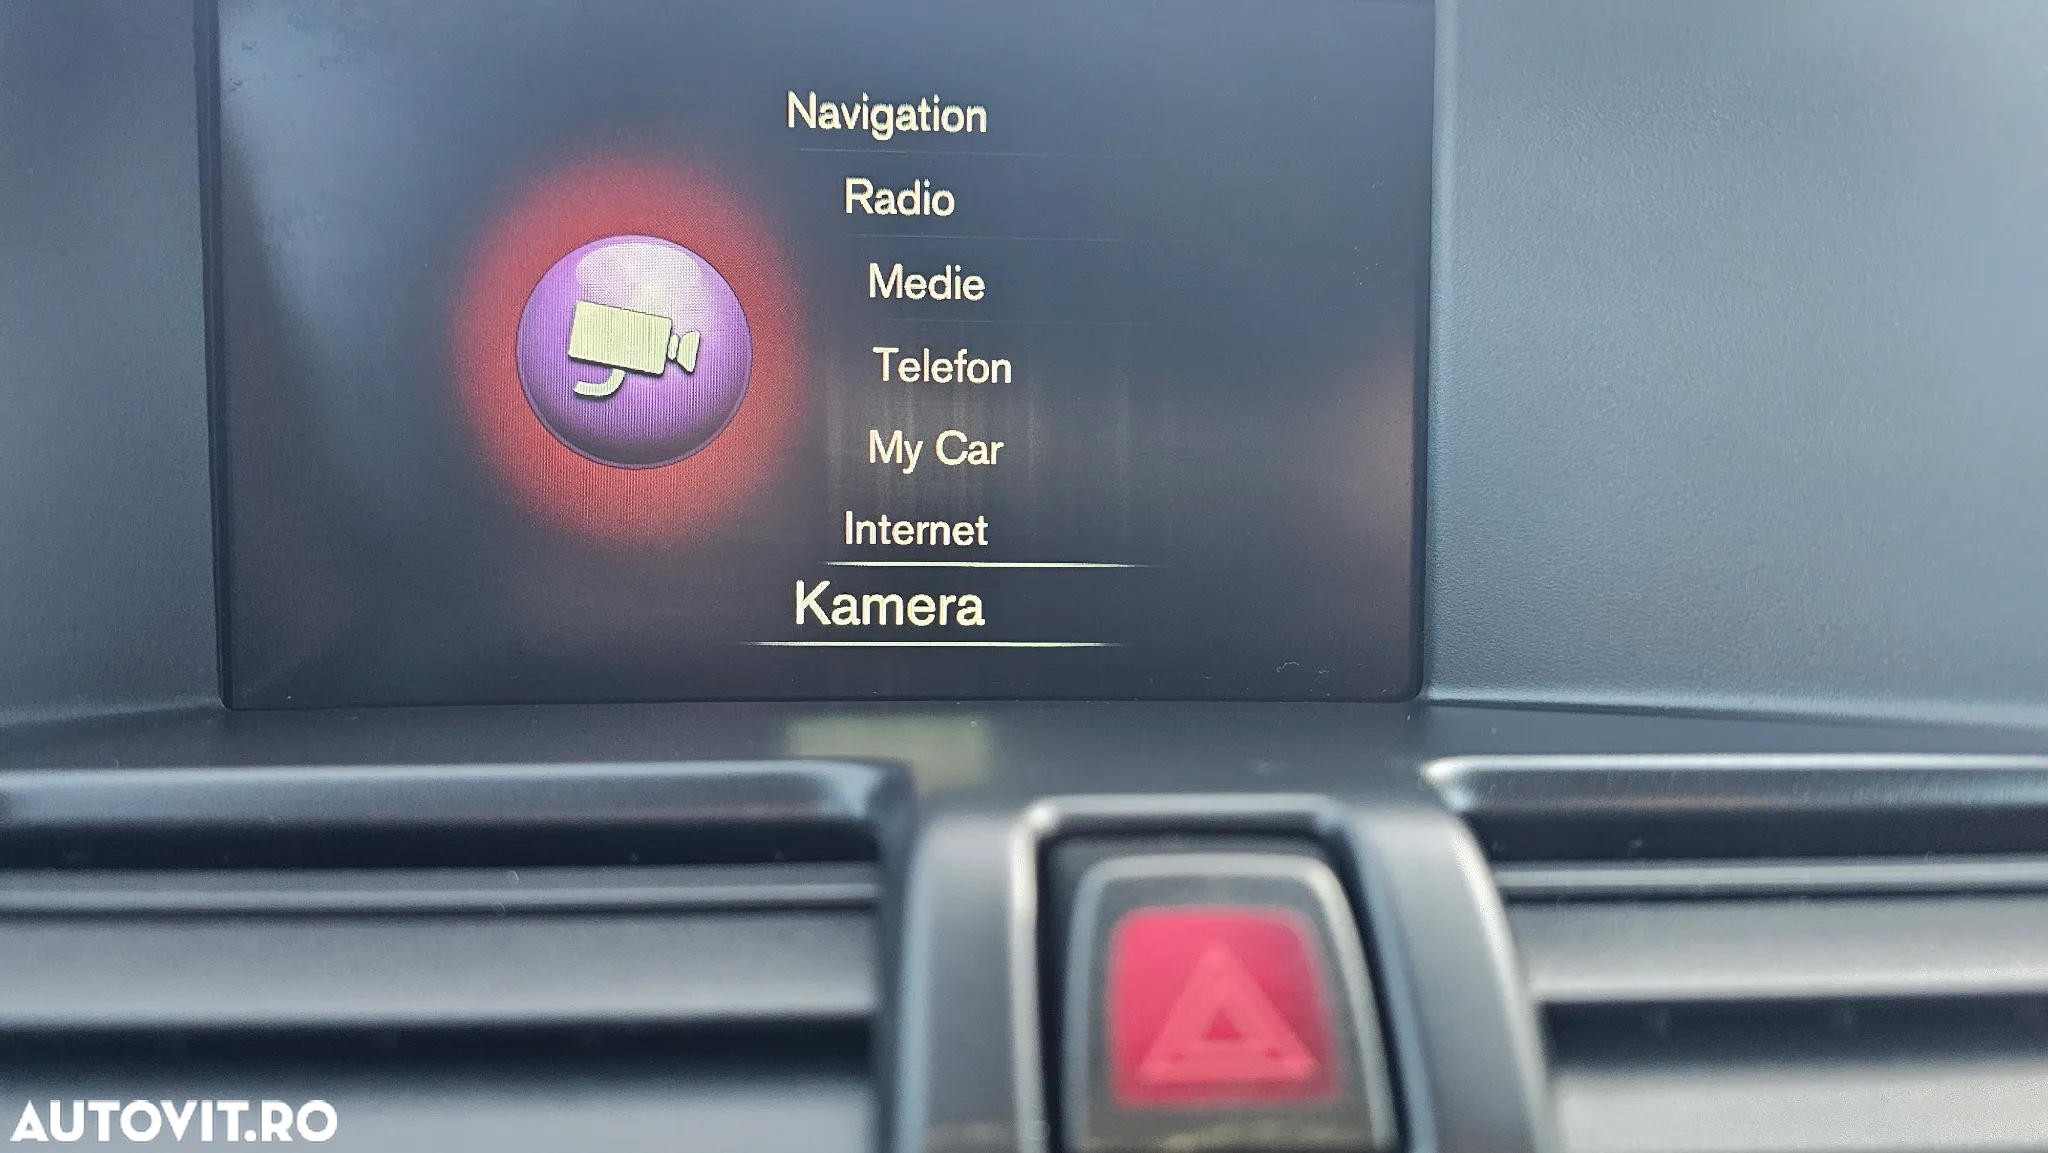 Navigation
Radio
Medie
Telefon
My Car
Internet
Kamera
AUTOVIT.RO